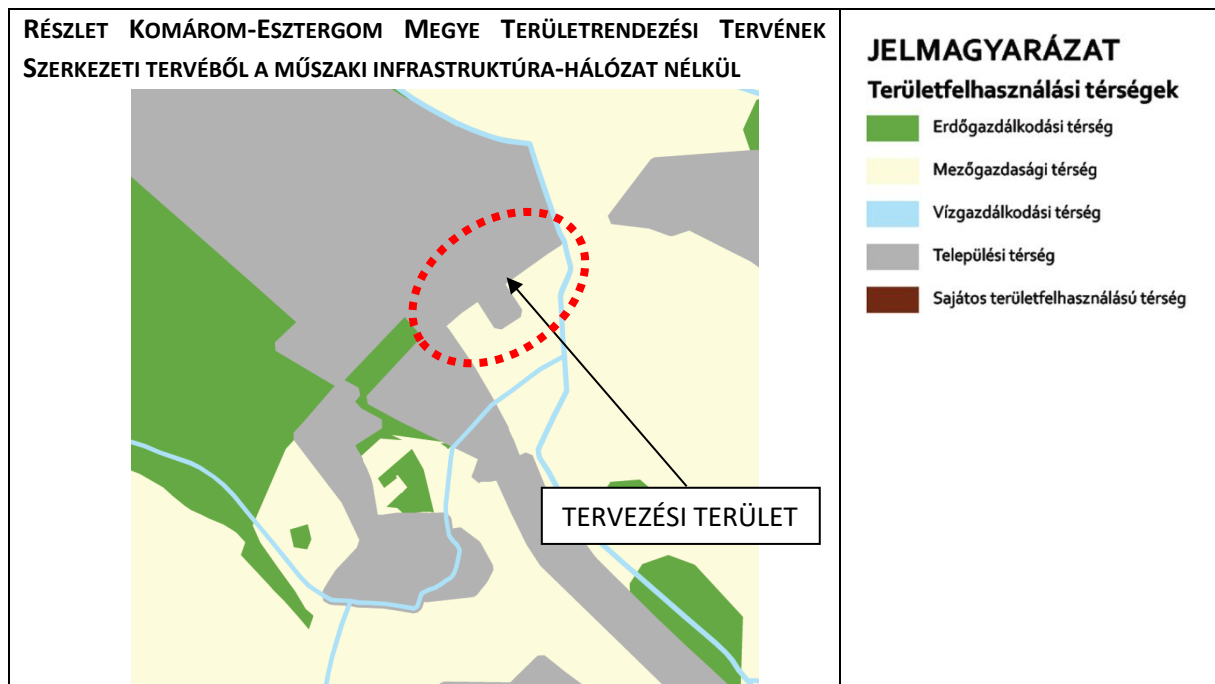 RÉSZLET KOMÁROM-ESZTERGOM MEGYE TERÜLETRENDEZÉSI TERVÉNEK
SZERKEZETI TERVÉBŐL A MŰSZAKI INFRASTRUKTÚRA-HÁLÓZAT NÉLKÜL
TERVEZÉSI TERÜLET
JELMAGYARÁZAT
Területfelhasználási térségek
Erdőgazdálkodási térség
Mezőgazdasági térség
Vízgazdálkodási térség
Települési térség
Sajátos területfelhasználású térség